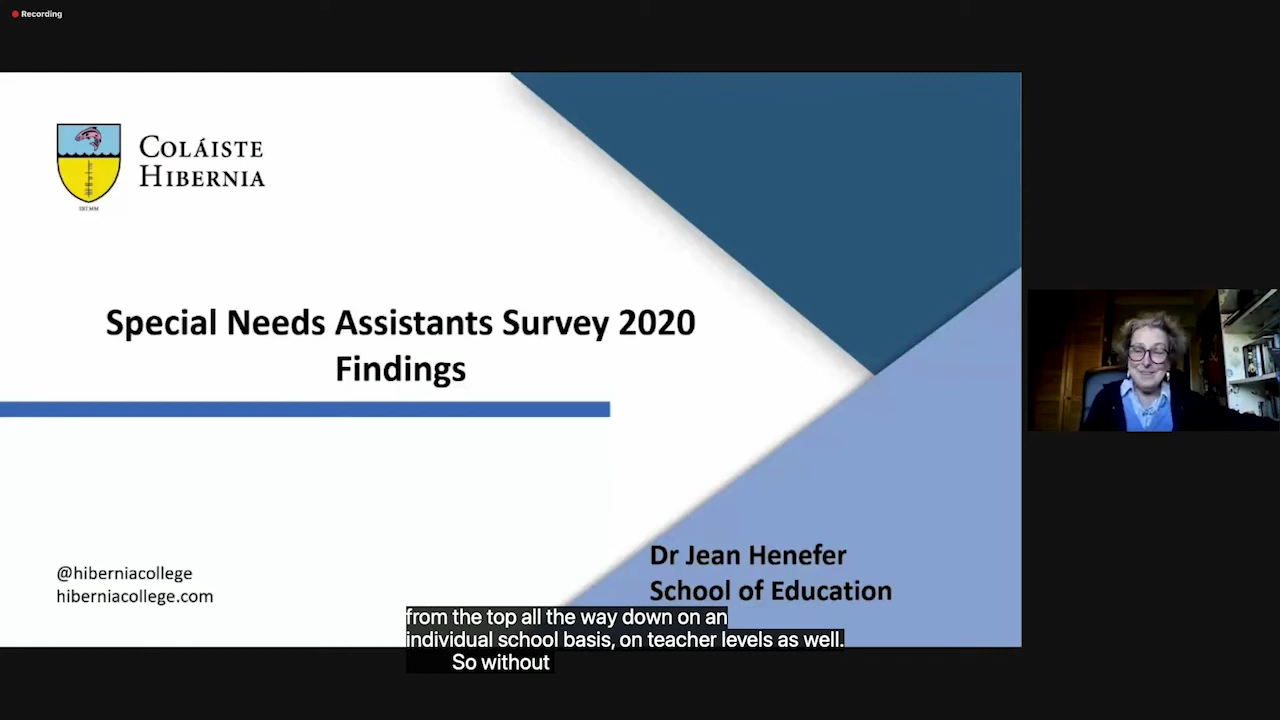 Recording
COLÁISTE
HIBERNIA
Special Needs Assistants Survey 2020
Findings
@hiberniacollege
hiberniacollege.com
Dr Jean Henefer
School of Education
from the top all the way down on an
individual school basis, on teacher levels as well.
So without